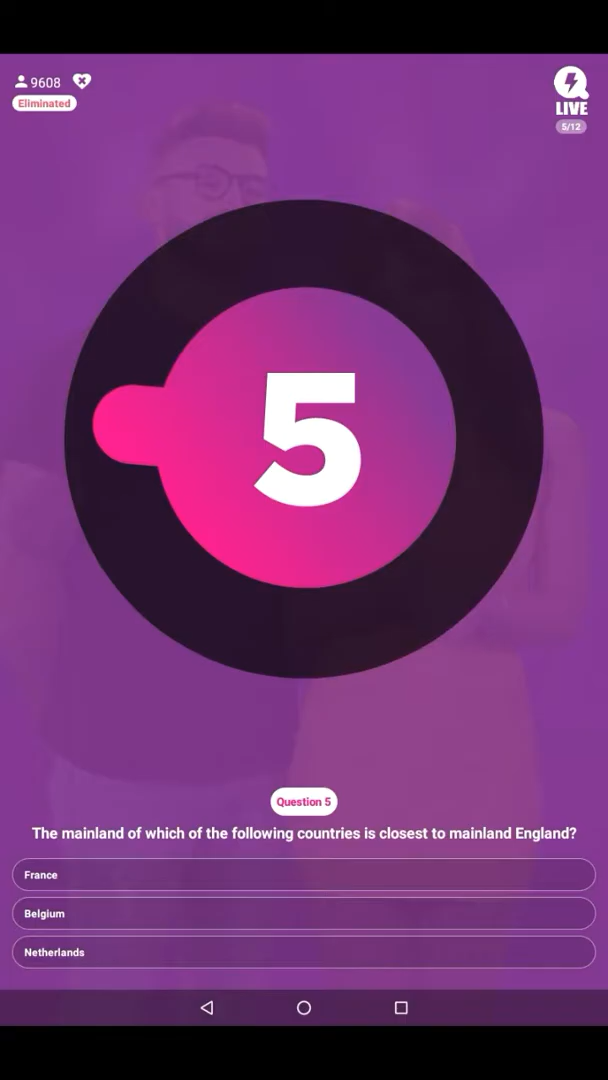 9608
Eliminated
LIVE
5/12
5
Question 5
The mainland of which of the following countries is closest to mainland England?
France
Belgium
Netherlands